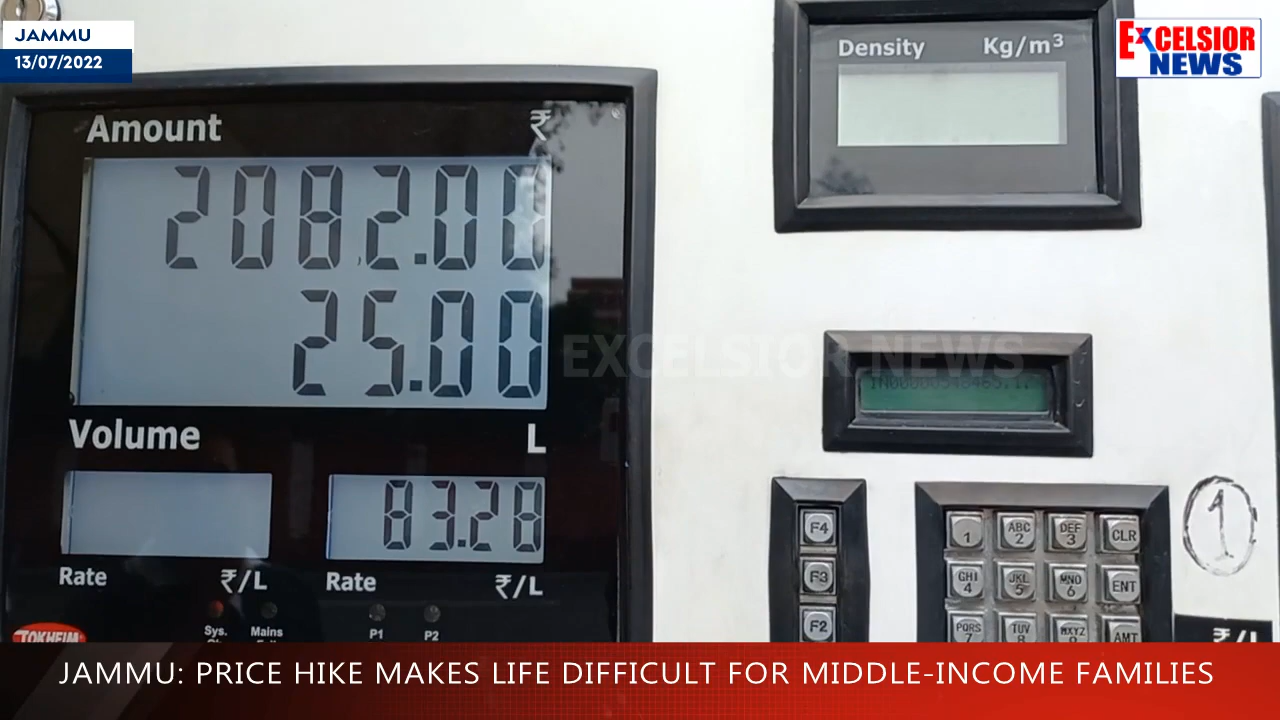 JAMMU
13/07/2022
EXCELSIOR
NEWS
Density Kg/m³
Amount ₹
2082.00
25.00
EXCELSIOR NEWS
Volume L
83.28
Rate ₹/L Rate ₹/L
Sys. Mains P1 P2
TOKHEIM
F4
F3
F2
1 ABC 2 DEF 3 CLR
GHI 4 JKL 5 MNO 6 ENT
PQRS 7 TUV 8 WXYZ 9 AMT
1
₹/L
JAMMU: PRICE HIKE MAKES LIFE DIFFICULT FOR MIDDLE-INCOME FAMILIES